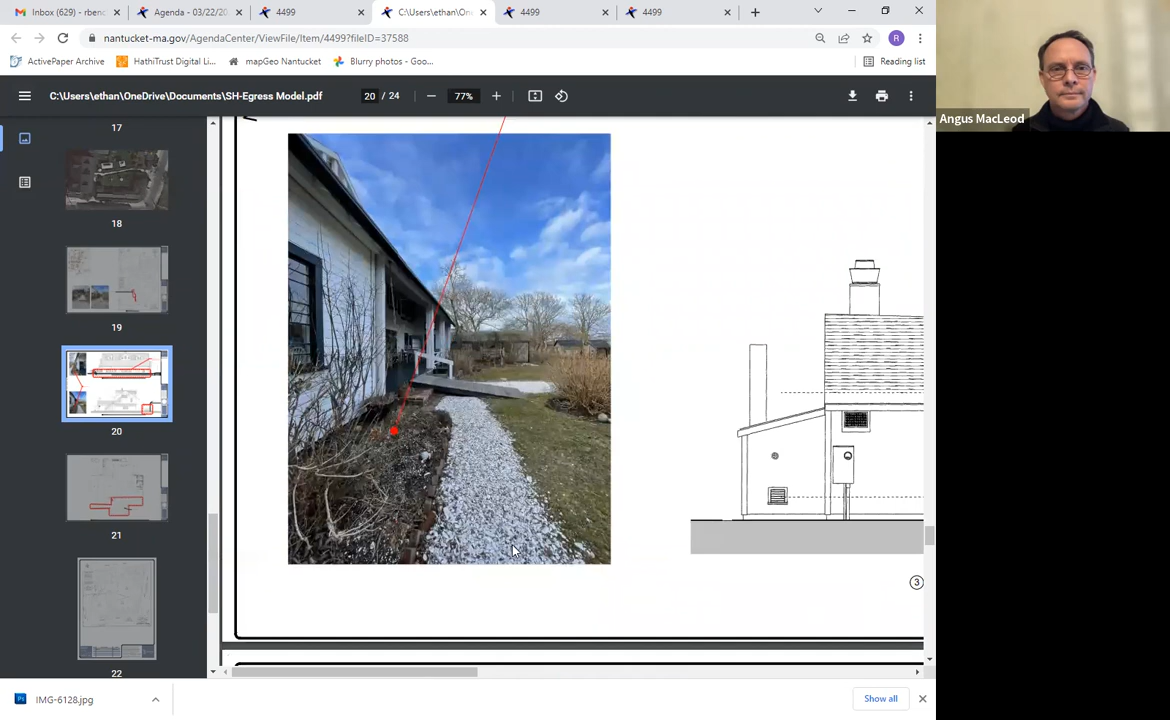 Inbox (629) - rbenc
Agenda - 03/22/20
4499
C:\Users\ethan\One
4499
4499
nantucket-ma.gov/AgendaCenter/ViewFile/Item/4499?fileID=37588
R
ActivePaper Archive
HathiTrust Digital Li...
mapGeo Nantucket
Blurry photos - Goo...
Reading list
C:\Users\ethan\OneDrive\Documents\SH-Egress Model.pdf
20 / 24
77%
Angus MacLeod
17
18
19
20
21
22
3
IMG-6128.jpg
Show all